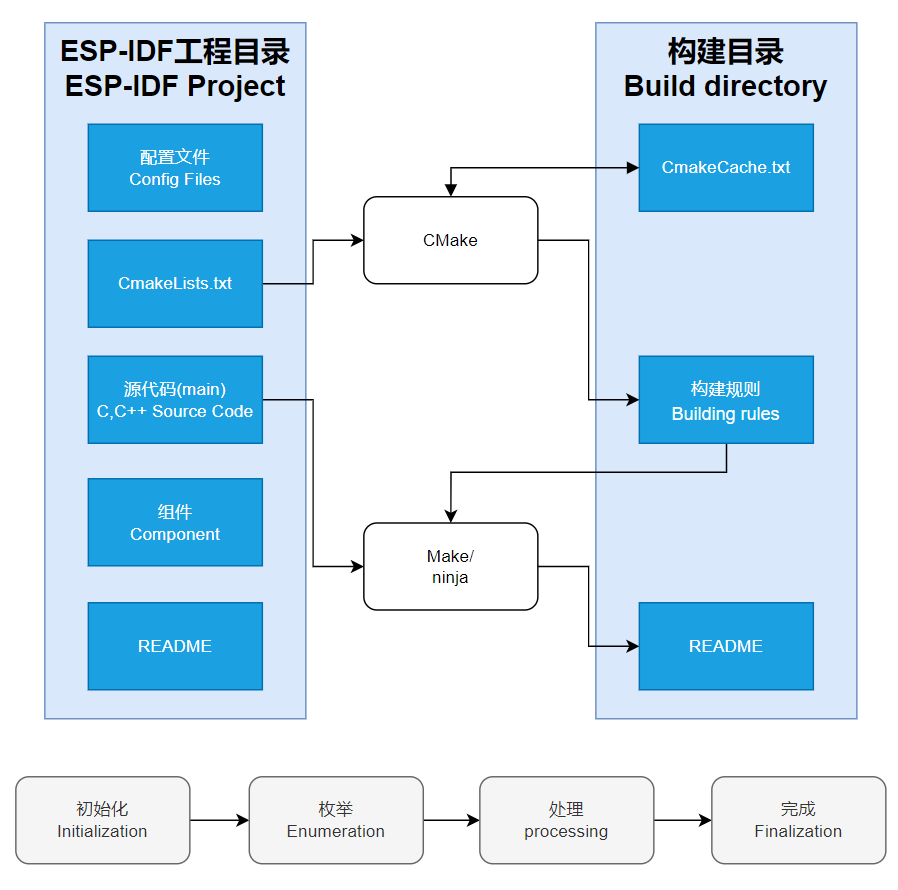 ESP-IDF工程目录
ESP-IDF Project
配置文件
Config Files
CmakeLists.txt
源代码(main)
C,C++ Source Code
组件
Component
README
CMake
Make/
ninja
构建目录
Build directory
CmakeCache.txt
构建规则
Building rules
README
初始化
Initialization
枚举
Enumeration
处理
processing
完成
Finalization